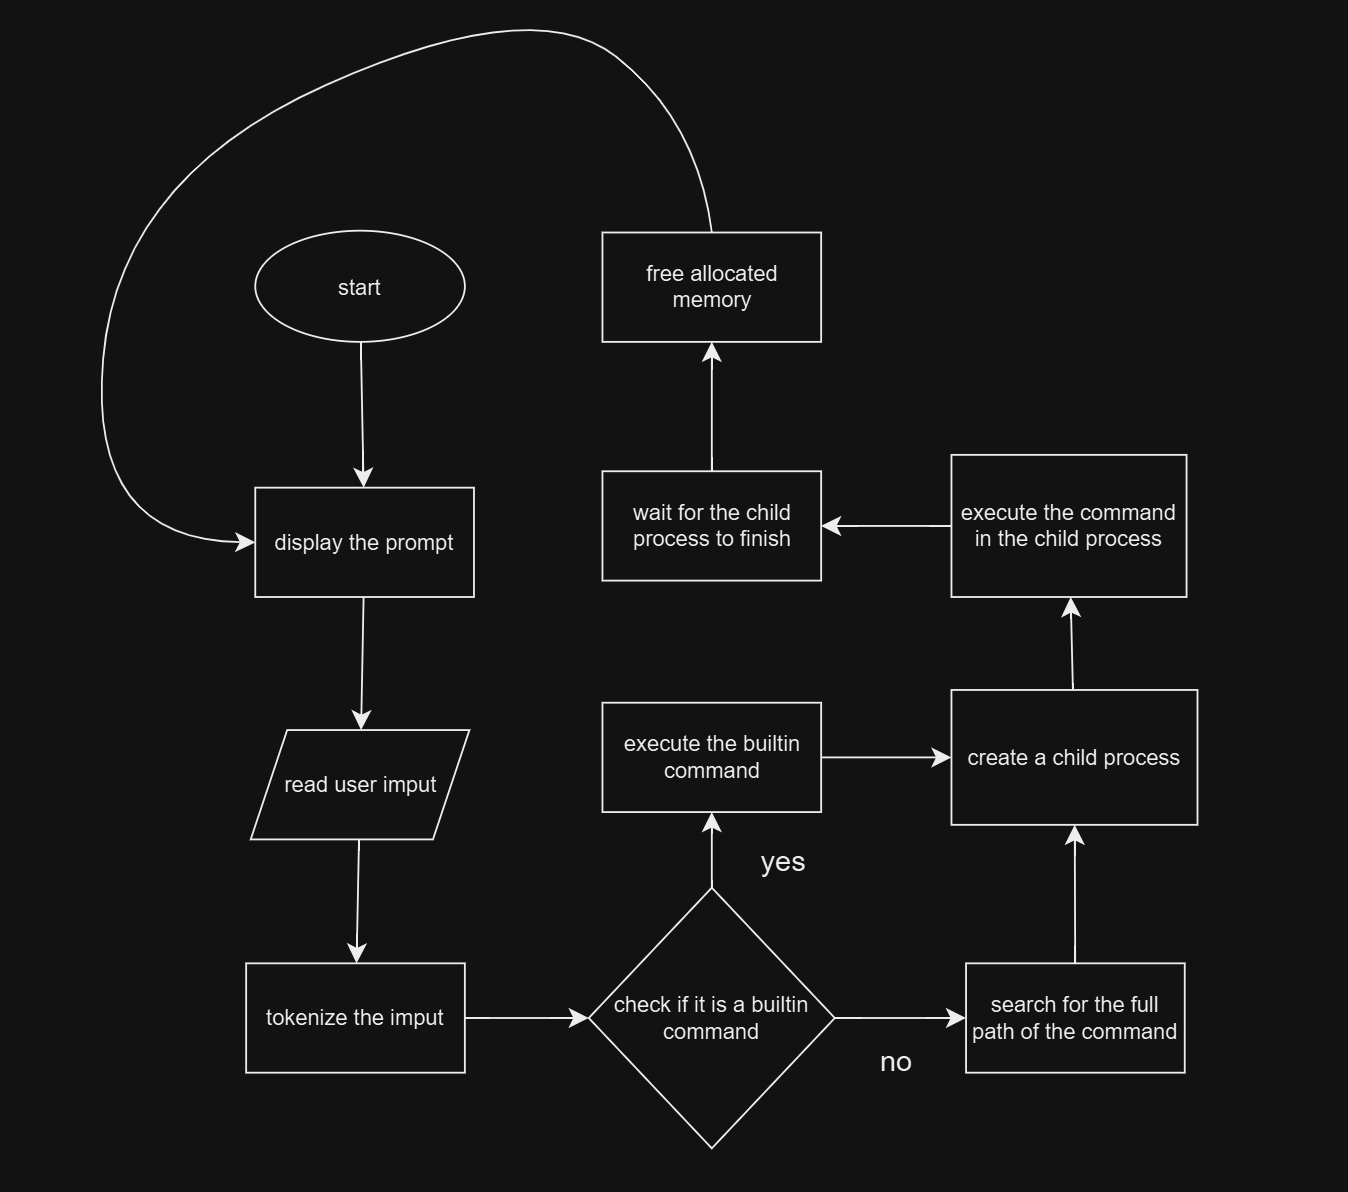 start
display the prompt
read user imput
tokenize the imput
check if it is a builtin
command
yes
execute the builtin
command
no
search for the full
path of the command
create a child process
execute the command
in the child process
wait for the child
process to finish
free allocated
memory